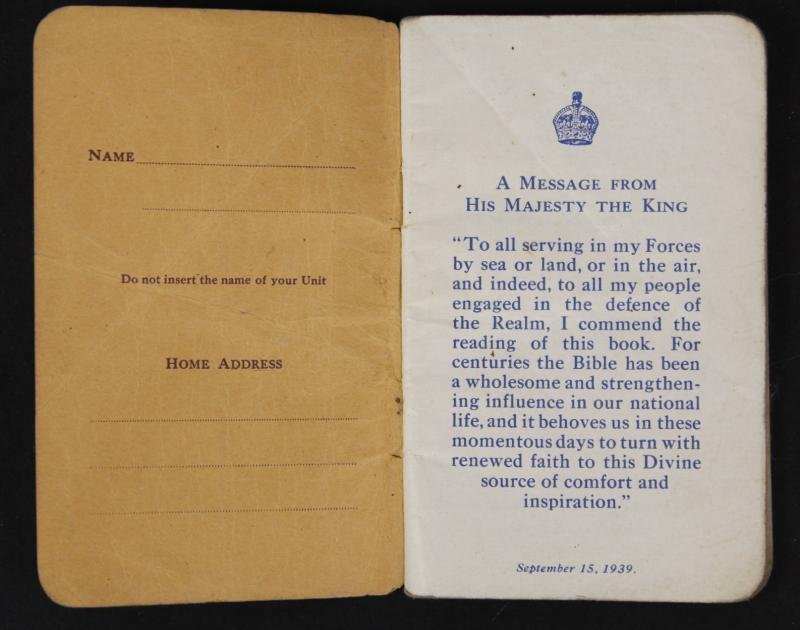 NAME
Do not insert the name of your Unit
HOME ADDRESS
A MESSAGE FROM
HIS MAJESTY THE KING
"To all serving in my Forces
by sea or land, or in the air,
and indeed, to all my people
engaged in the defence of
the Realm, I commend the
reading of this book. For
centuries the Bible has been
a wholesome and strengthen-
ing influence in our national
life, and it behoves us in these
momentous days to turn with
renewed faith to this Divine
source of comfort and
inspiration."
September 15, 1939.